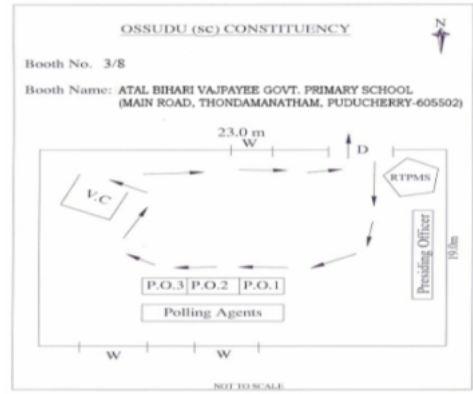 OSSUDU (SC) CONSTITUENCY
N
Booth No. 3/8
Booth Name: ATAL BIHARI VAJPAYEE GOVT. PRIMARY SCHOOL
(MAIN ROAD, THONDAMANATHAM, PUDUCHERRY-605502)
23.0 m
W
D
RTPMS
V.C
Presiding Officer
19.0m
P.O.3 P.O.2 P.O.1
Polling Agents
W W
NOT TO SCALE